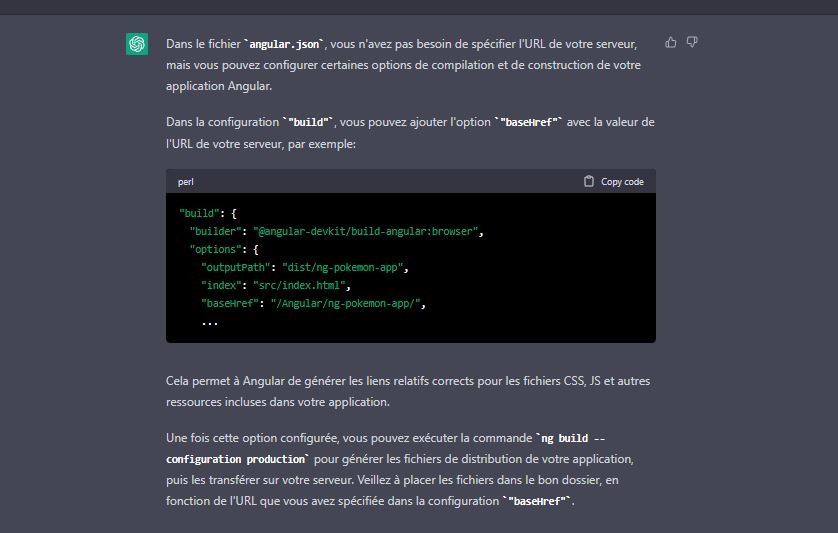 Dans le fichier `angular.json`, vous n'avez pas besoin de spécifier l'URL de votre serveur,
mais vous pouvez configurer certaines options de compilation et de construction de votre
application Angular.
Dans la configuration `"build"`, vous pouvez ajouter l'option `"baseHref"` avec la valeur de
l'URL de votre serveur, par exemple:
perl
Copy code
"build": {
  "builder": "@angular-devkit/build-angular:browser",
  "options": {
    "outputPath": "dist/ng-pokemon-app",
    "index": "src/index.html",
    "baseHref": "/Angular/ng-pokemon-app/",
    ...
Cela permet à Angular de générer les liens relatifs corrects pour les fichiers CSS, JS et autres
ressources incluses dans votre application.
Une fois cette option configurée, vous pouvez exécuter la commande `ng build --
configuration production` pour générer les fichiers de distribution de votre application,
puis les transférer sur votre serveur. Veillez à placer les fichiers dans le bon dossier, en
fonction de l'URL que vous avez spécifiée dans la configuration `"baseHref"`.